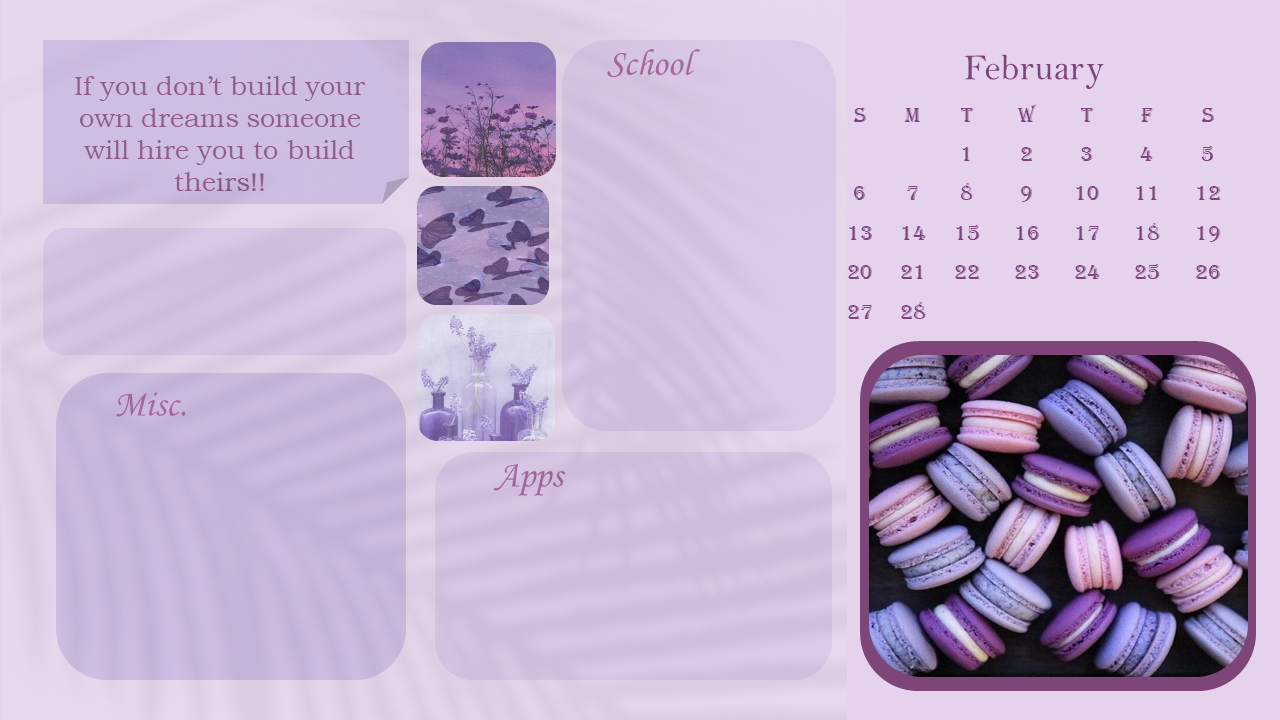 If you don’t build your
own dreams someone
will hire you to build
theirs!!
School
Misc.
Apps
February
S M T W T F S
1 2 3 4 5
6 7 8 9 10 11 12
13 14 15 16 17 18 19
20 21 22 23 24 25 26
27 28